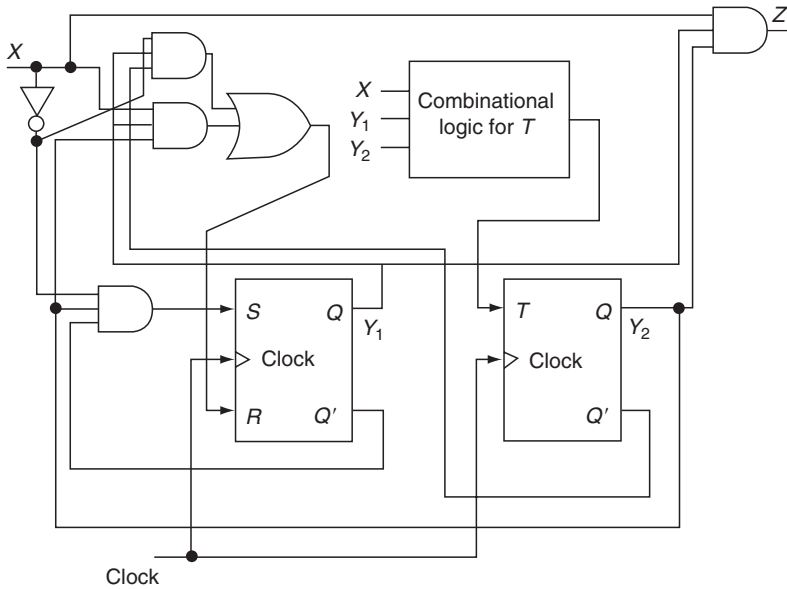 X
Z
X
Y1
Y2
Combinational
logic for T
S
Q
Y1
Clock
R
Q′
T
Q
Y2
Clock
Q′
Clock